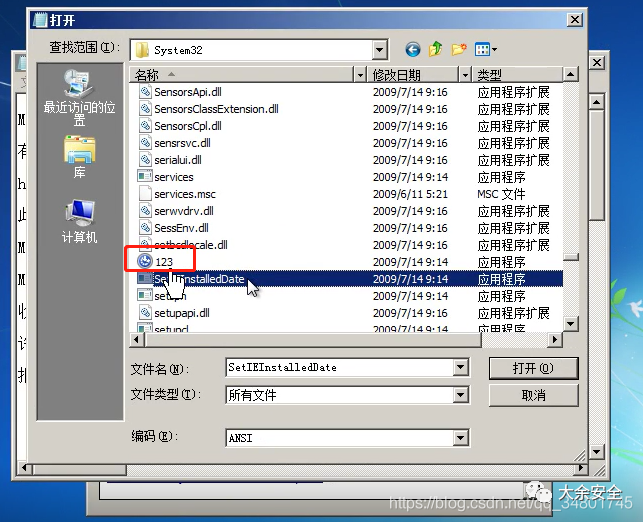 打开
查找范围(I):
System32
名称
修改日期
类型
SensorsApi.dll 2009/7/14 9:16 应用程序扩展
SensorsClassExtension.dll 2009/7/14 9:16 应用程序扩展
SensorsCpl.dll 2009/7/14 9:16 应用程序扩展
sensrsvc.dll 2009/7/14 9:16 应用程序扩展
serialui.dll 2009/7/14 9:16 应用程序扩展
services 2009/7/14 9:14 应用程序
services.msc 2009/6/11 5:21 MSC 文件
serwvdrv.dll 2009/7/14 9:16 应用程序扩展
SessEnv.dll 2009/7/14 9:16 应用程序扩展
setbcdlocale.dll 2009/7/14 9:16 应用程序扩展
123 2009/7/14 9:14 应用程序
SetIEInstalledDate 2009/7/14 9:14 应用程序
2009/7/14 9:14 应用程序
setupapi.dll 2009/7/14 9:16 应用程序扩展
setupcl 2009/7/14 9:14 应用程序
最近访问的位
置
库
计算机
文件名(N):
SetIEInstalledDate
打开(O)
文件类型(T):
所有文件
取消
编码(E):
ANSI
大余安全
https://blog.csdn.net/qq_34801745